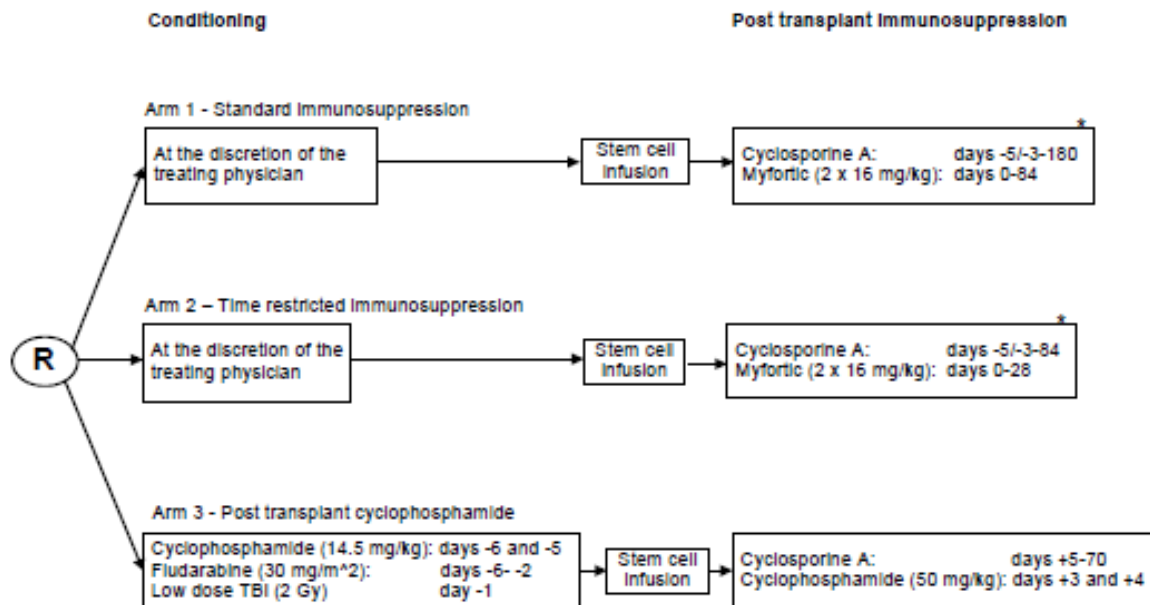 Conditioning
Post transplant immunosuppression
Arm 1 - Standard immunosuppression
At the discretion of the
treating physician
Stem cell
infusion
*
Cyclosporine A: days -5/-3-180
Myfortic (2 x 16 mg/kg): days 0-84
Arm 2 – Time restricted immunosuppression
R
At the discretion of the
treating physician
Stem cell
infusion
*
Cyclosporine A: days -5/-3-84
Myfortic (2 x 16 mg/kg): days 0-28
Arm 3 - Post transplant cyclophosphamide
Cyclophosphamide (14.5 mg/kg): days -6 and -5
Fludarabine (30 mg/m^2): days -6- -2
Low dose TBI (2 Gy) day -1
Stem cell
infusion
Cyclosporine A: days +5-70
Cyclophosphamide (50 mg/kg): days +3 and +4